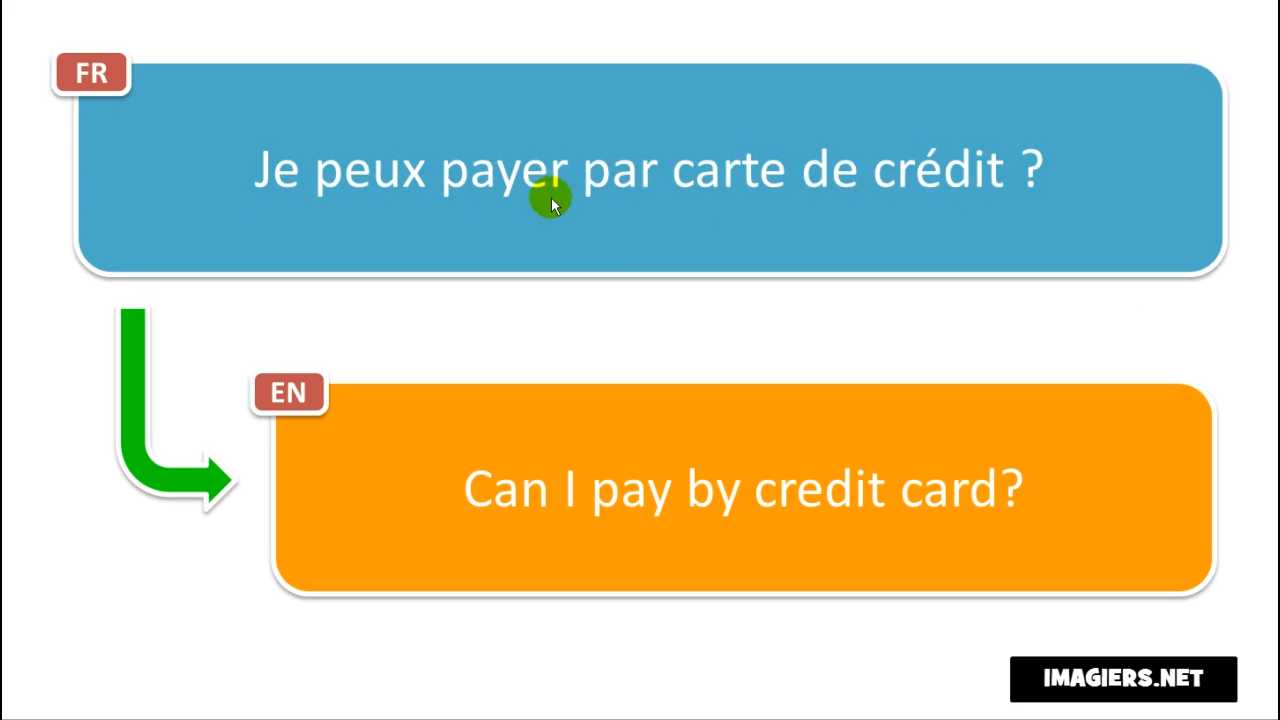 FR
Je peux payer par carte de crédit ?
EN
Can I pay by credit card?
IMAGIERS.NET